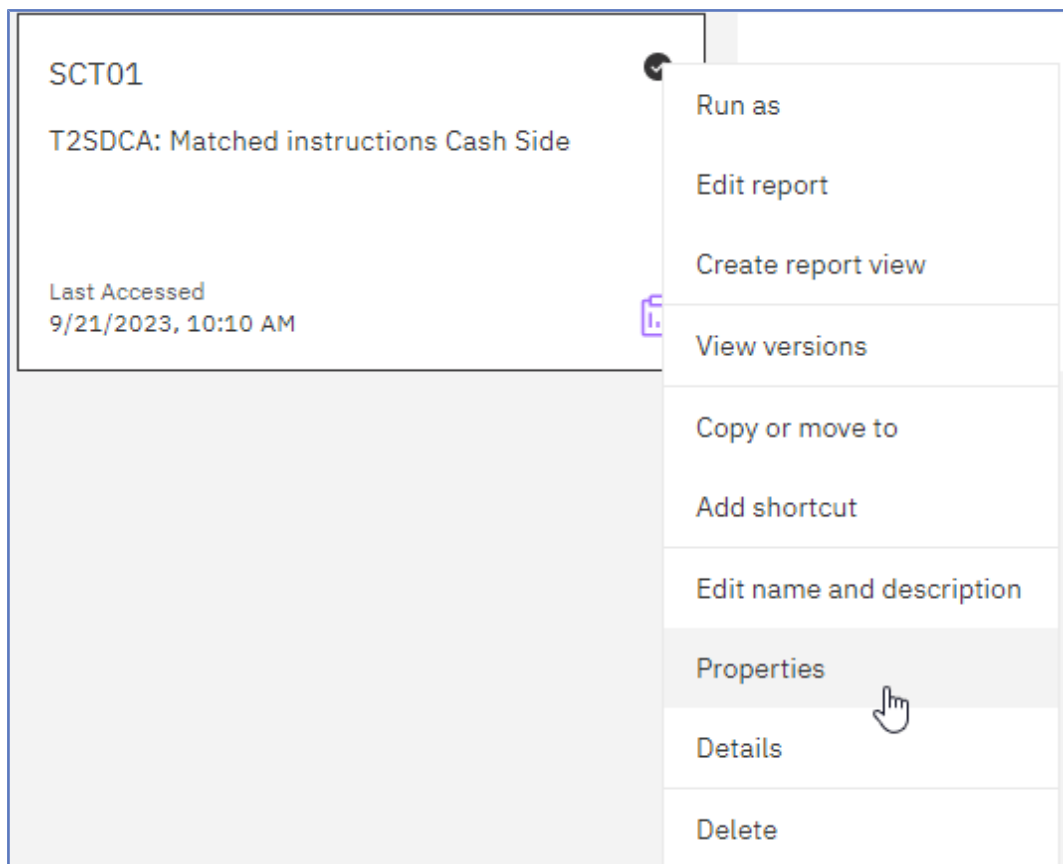 SCT01
T2SDCA: Matched instructions Cash Side
Last Accessed
9/21/2023, 10:10 AM
Run as
Edit report
Create report view
View versions
Copy or move to
Add shortcut
Edit name and description
Properties
Details
Delete